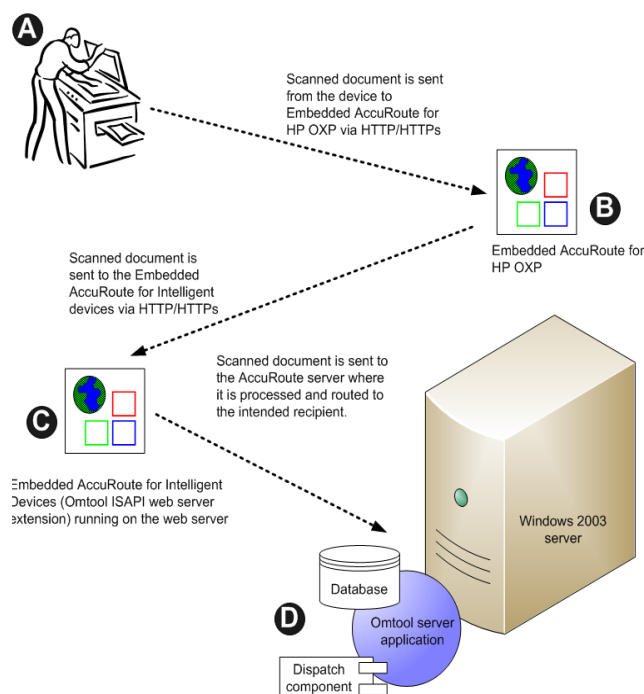 A
Scanned document is sent
from the device to
Embedded AccuRoute for
HP OXP via HTTP/HTTPs
B
Embedded AccuRoute for
HP OXP
Scanned document is
sent to the Embedded
AccuRoute for Intelligent
devices via HTTP/HTTPs
Scanned document is sent to
the AccuRoute server where
it is processed and routed to
the intended recipient.
C
Embedded AccuRoute for Intelligent
Devices (Omtool ISAPI web server
extension) running on the web server
Windows 2003
server
Database
D
Omtool server
application
Dispatch
component